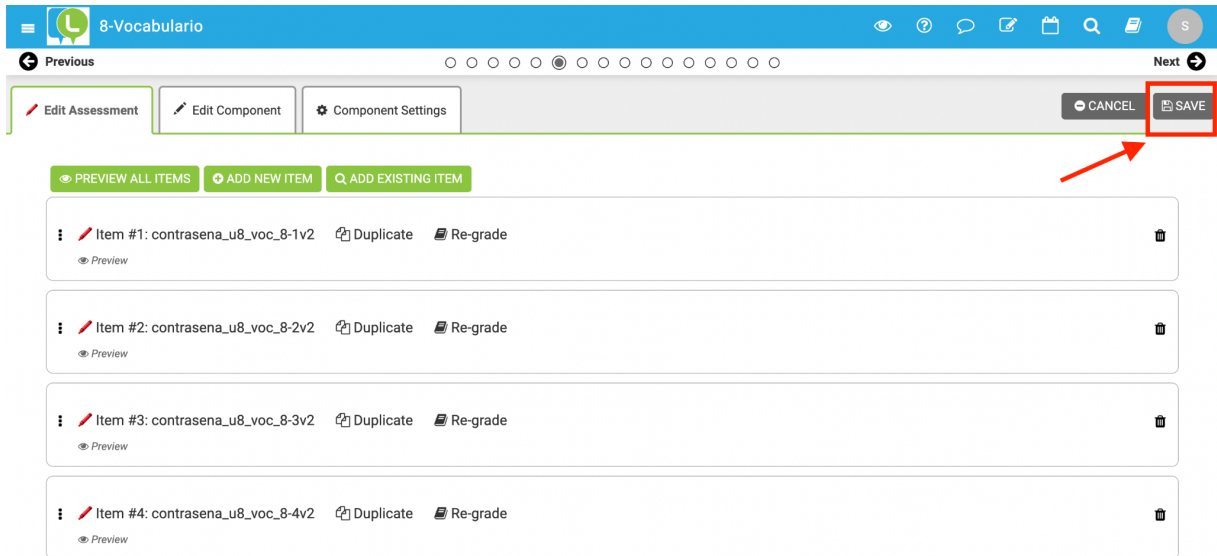 L 8-Vocabulario S
Previous Next
Edit Assessment Edit Component Component Settings CANCEL SAVE
PREVIEW ALL ITEMS ADD NEW ITEM ADD EXISTING ITEM
Item #1: contrasena_u8_voc_8-1v2 Duplicate Re-grade
Preview
Item #2: contrasena_u8_voc_8-2v2 Duplicate Re-grade
Preview
Item #3: contrasena_u8_voc_8-3v2 Duplicate Re-grade
Preview
Item #4: contrasena_u8_voc_8-4v2 Duplicate Re-grade
Preview